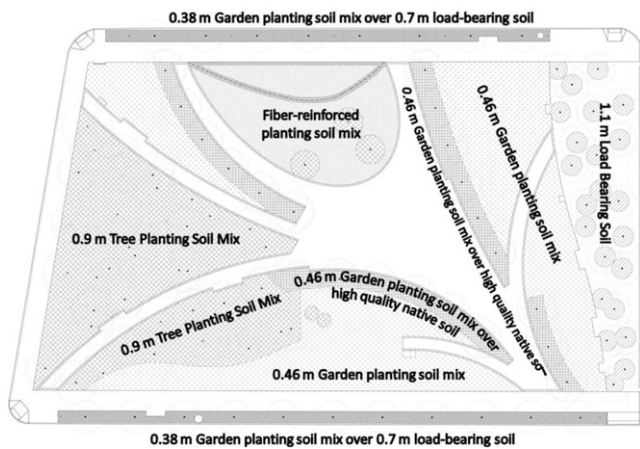 0.38 m Garden planting soil mix over 0.7 m load-bearing soil
Fiber-reinforced
planting soil mix
0.46 m Garden planting soil mix over high quality native soi
0.46 m Garden planting soil mix
1.1 m Load Bearing Soil
0.9 m Tree Planting Soil Mix
0.9 m Tree Planting Soil Mix
0.46 m Garden planting soil mix over
high quality native soil
0.46 m Garden planting soil mix
0.38 m Garden planting soil mix over 0.7 m load-bearing soil